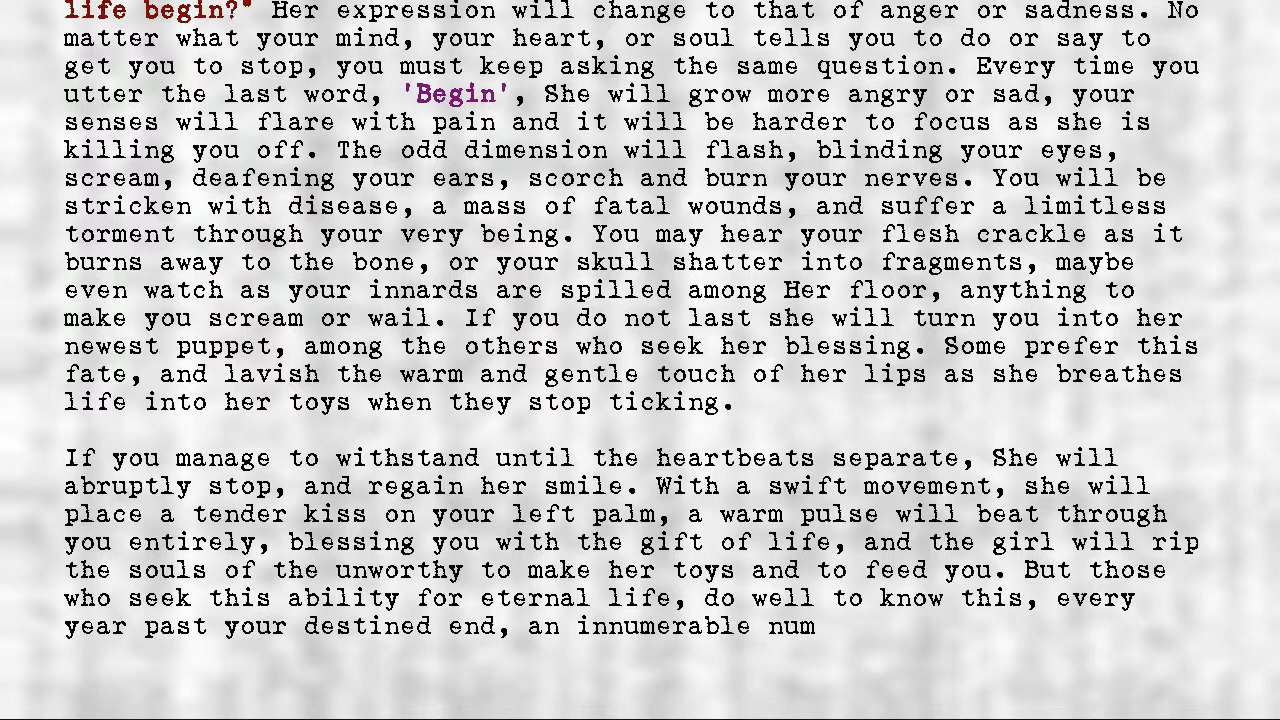 life begin?" Her expression will change to that of anger or sadness. No
matter what your mind, your heart, or soul tells you to do or say to
get you to stop, you must keep asking the same question. Every time you
utter the last word, 'Begin', She will grow more angry or sad, your
senses will flare with pain and it will be harder to focus as she is
killing you off. The odd dimension will flash, blinding your eyes,
scream, deafening your ears, scorch and burn your nerves. You will be
stricken with disease, a mass of fatal wounds, and suffer a limitless
torment through your very being. You may hear your flesh crackle as it
burns away to the bone, or your skull shatter into fragments, maybe
even watch as your innards are spilled among Her floor, anything to
make you scream or wail. If you do not last she will turn you into her
newest puppet, among the others who seek her blessing. Some prefer this
fate, and lavish the warm and gentle touch of her lips as she breathes
life into her toys when they stop ticking.
If you manage to withstand until the heartbeats separate, She will
abruptly stop, and regain her smile. With a swift movement, she will
place a tender kiss on your left palm, a warm pulse will beat through
you entirely, blessing you with the gift of life, and the girl will rip
the souls of the unworthy to make her toys and to feed you. But those
who seek this ability for eternal life, do well to know this, every
year past your destined end, an innumerable num